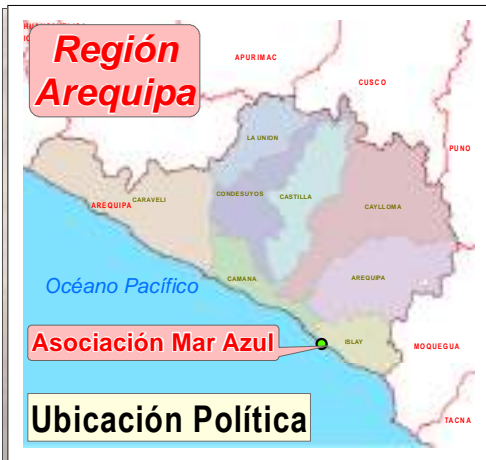 Región
Arequipa
APURIMAC
CUSCO
PUNO
LA UNION
CONDESUYOS
CASTILLA
CAYLLOMA
AREQUIPA
CARAVELI
CAMANA
AREQUIPA
Océano Pacífico
Asociación Mar Azul
ISLAY
MOQUEGUA
Ubicación Política
TACNA